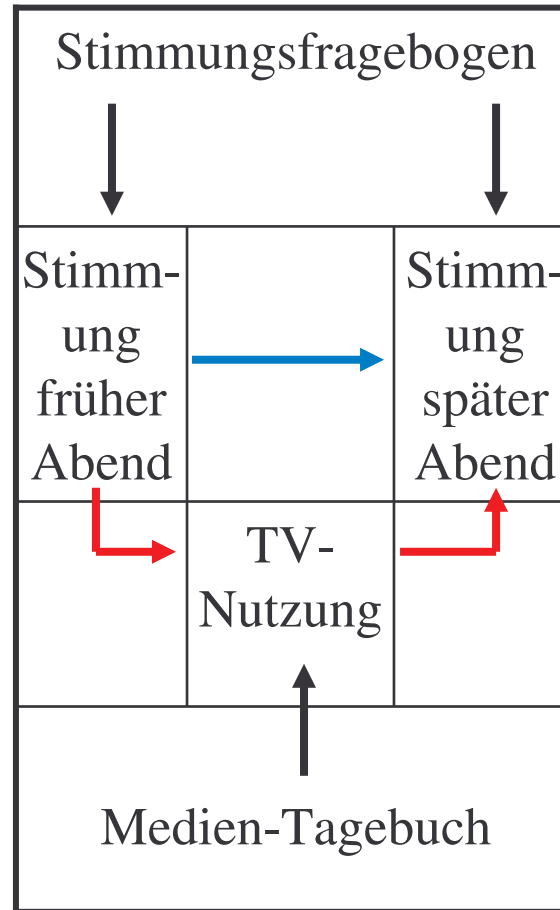 Stimmungsfragebogen
Stimm-
ung
früher
Abend
Stimm-
ung
später
Abend
TV-
Nutzung
Medien-Tagebuch